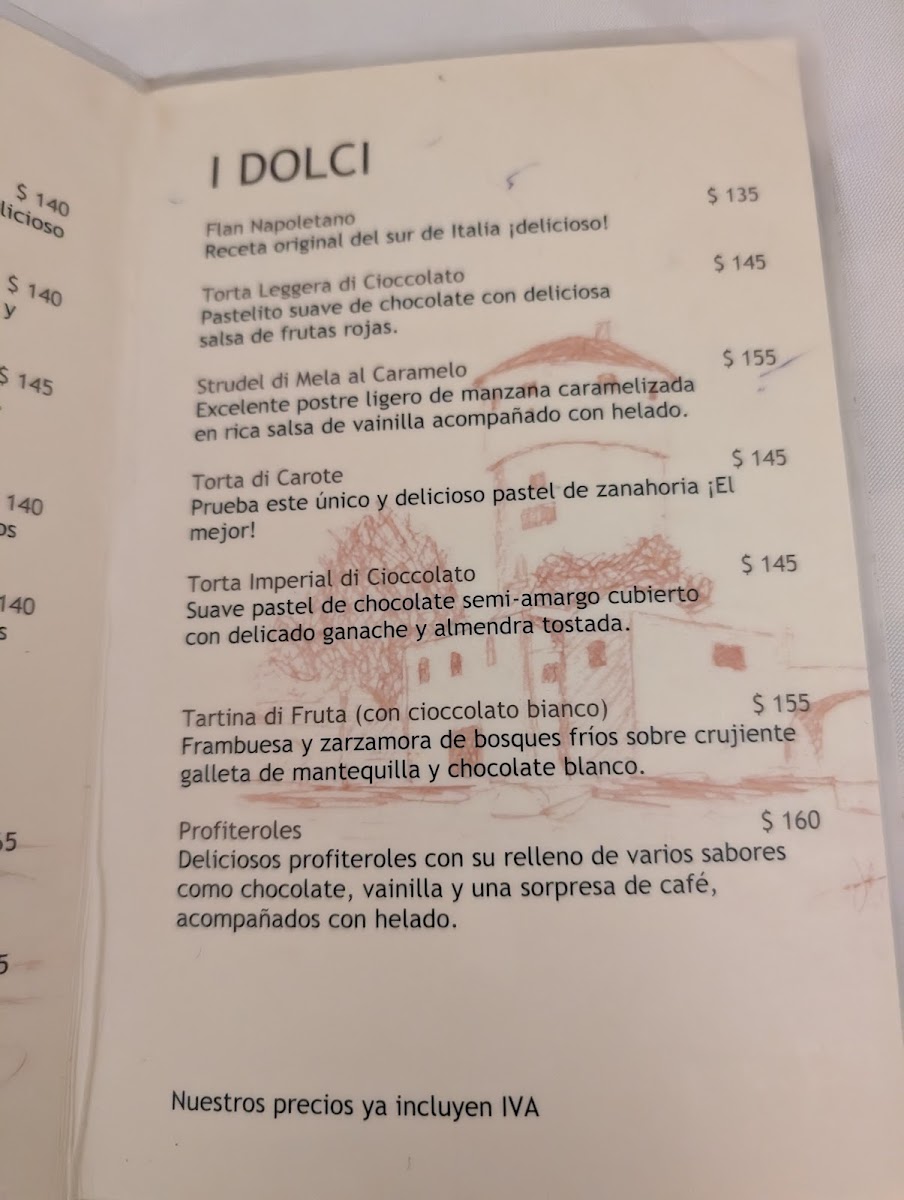 $ 140
licioso
$ 140
y
$ 145
140
os
140
s
65
5
I DOLCI
Flan Napoletano $ 135
Receta original del sur de Italia ¡delicioso!
Torta Leggera di Cioccolato $ 145
Pastelito suave de chocolate con deliciosa
salsa de frutas rojas.
Strudel di Mela al Caramelo $ 155
Excelente postre ligero de manzana caramelizada
en rica salsa de vainilla acompañado con helado.
Torta di Carote $ 145
Prueba este único y delicioso pastel de zanahoria ¡El
mejor!
Torta Imperial di Cioccolato $ 145
Suave pastel de chocolate semi-amargo cubierto
con delicado ganache y almendra tostada.
Tartina di Fruta (con cioccolato bianco) $ 155
Frambuesa y zarzamora de bosques fríos sobre crujiente
galleta de mantequilla y chocolate blanco.
Profiteroles $ 160
Deliciosos profiteroles con su relleno de varios sabores
como chocolate, vainilla y una sorpresa de café,
acompañados con helado.
Nuestros precios ya incluyen IVA